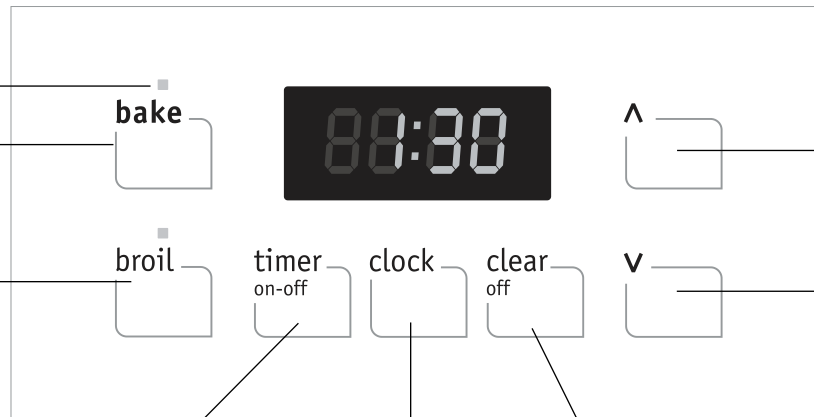 bake
1:30
^
broil
timer
on-off
clock
clear
off
v